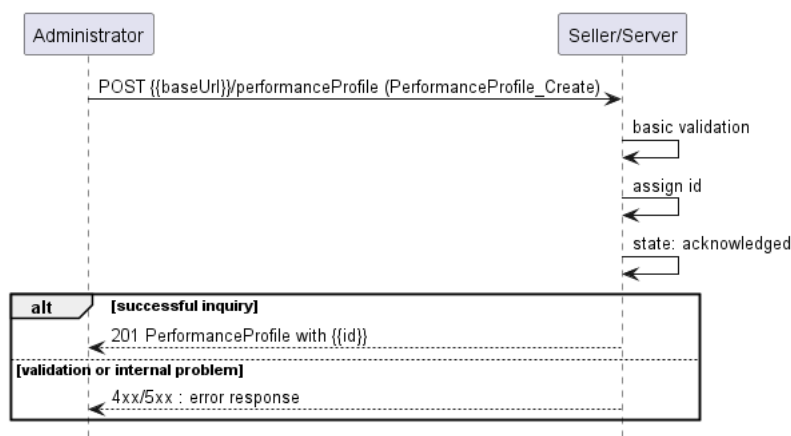 Administrator
Seller/Server
POST {{baseUrl}}/performanceProfile (PerformanceProfile_Create)
basic validation
assign id
state: acknowledged
alt
[successful inquiry]
201 PerformanceProfile with {{id}}
[validation or internal problem]
4xx/5xx : error response